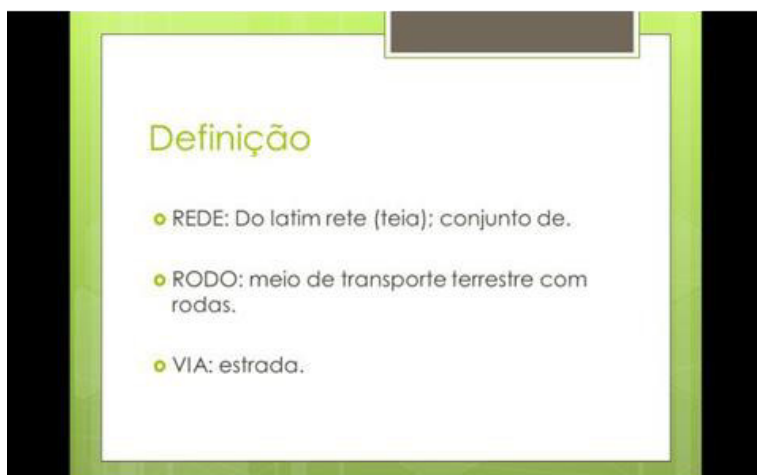 Definição
REDE: Do latim rete (teia); conjunto de.
RODO: meio de transporte terrestre com
rodas.
VIA: estrada.